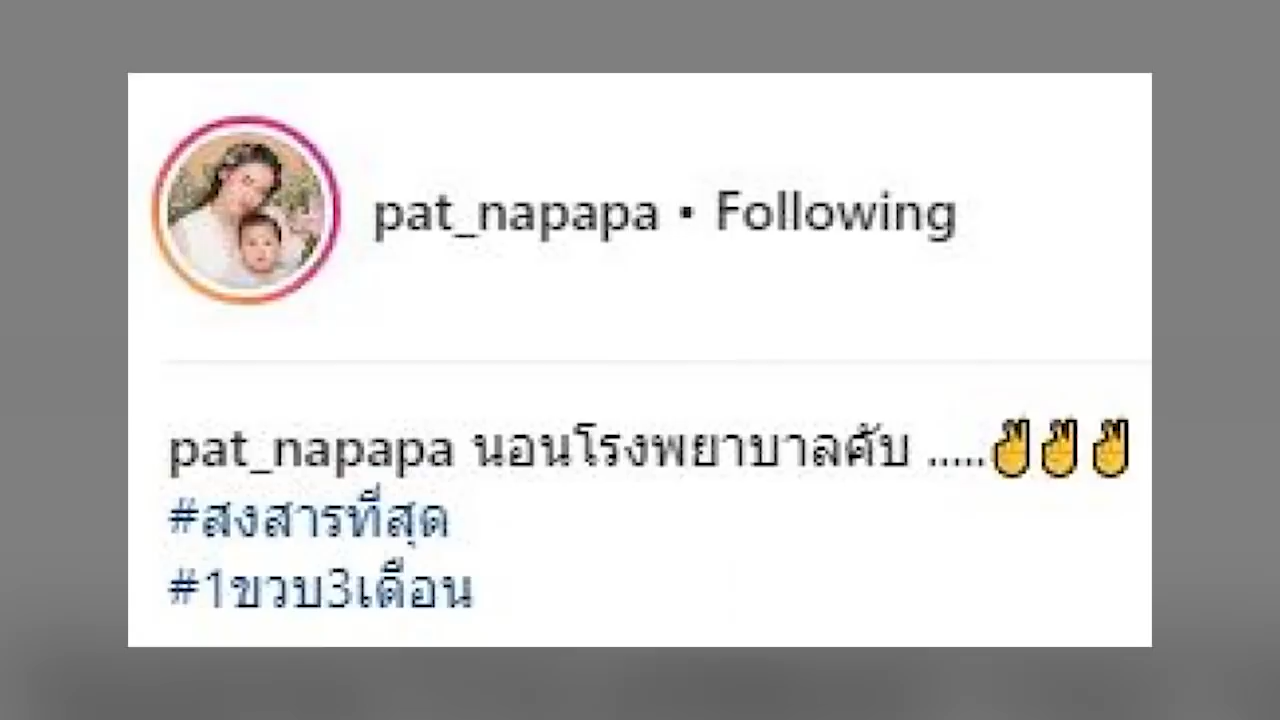 pat_napapa • Following
pat_napapa นอนโรงพยาบาลคับ .....✌✌✌
#สงสารที่สุด
#1ขวบ3เดือน